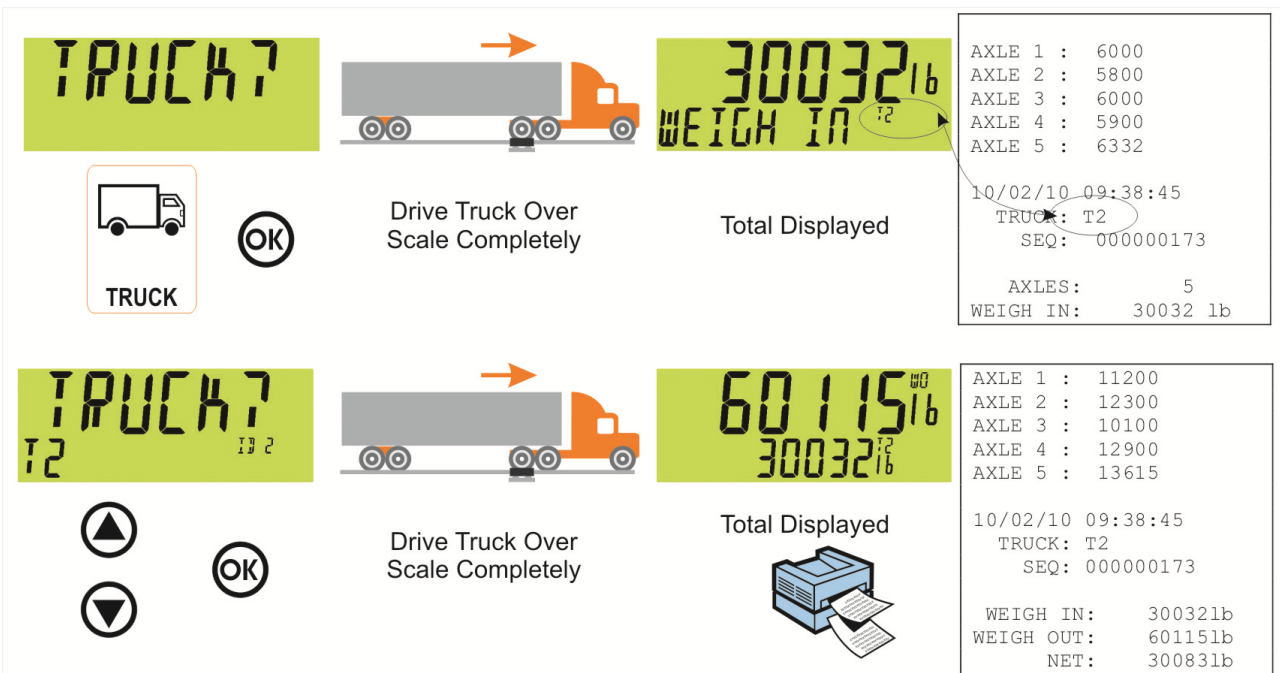 TRUCK?
TRUCK
OK
Drive Truck Over
Scale Completely
30032lb
WEIGH IN T2
Total Displayed
AXLE 1 : 6000
AXLE 2 : 5800
AXLE 3 : 6000
AXLE 4 : 5900
AXLE 5 : 6332
10/02/10 09:38:45
TRUCK: T2
SEQ: 000000173
AXLES: 5
WEIGH IN: 30032 lb
TRUCK?
T2 ID 2
OK
Drive Truck Over
Scale Completely
60115lb WO
30032lb T2
Total Displayed
AXLE 1 : 11200
AXLE 2 : 12300
AXLE 3 : 10100
AXLE 4 : 12900
AXLE 5 : 13615
10/02/10 09:38:45
TRUCK: T2
SEQ: 000000173
WEIGH IN: 30032lb
WEIGH OUT: 60115lb
NET: 30083lb